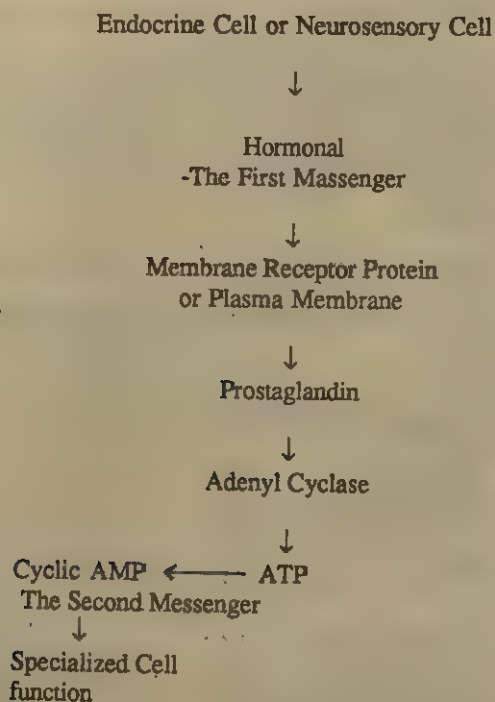 Endocrine Cell or Neurosensory Cell
↓
Hormonal
-The First Massenger
↓
Membrane Receptor Protein
or Plasma Membrane
↓
Prostaglandin
↓
Adenyl Cyclase
↓
Cyclic AMP ← ATP
The Second Messenger
↓
Specialized Cell
function